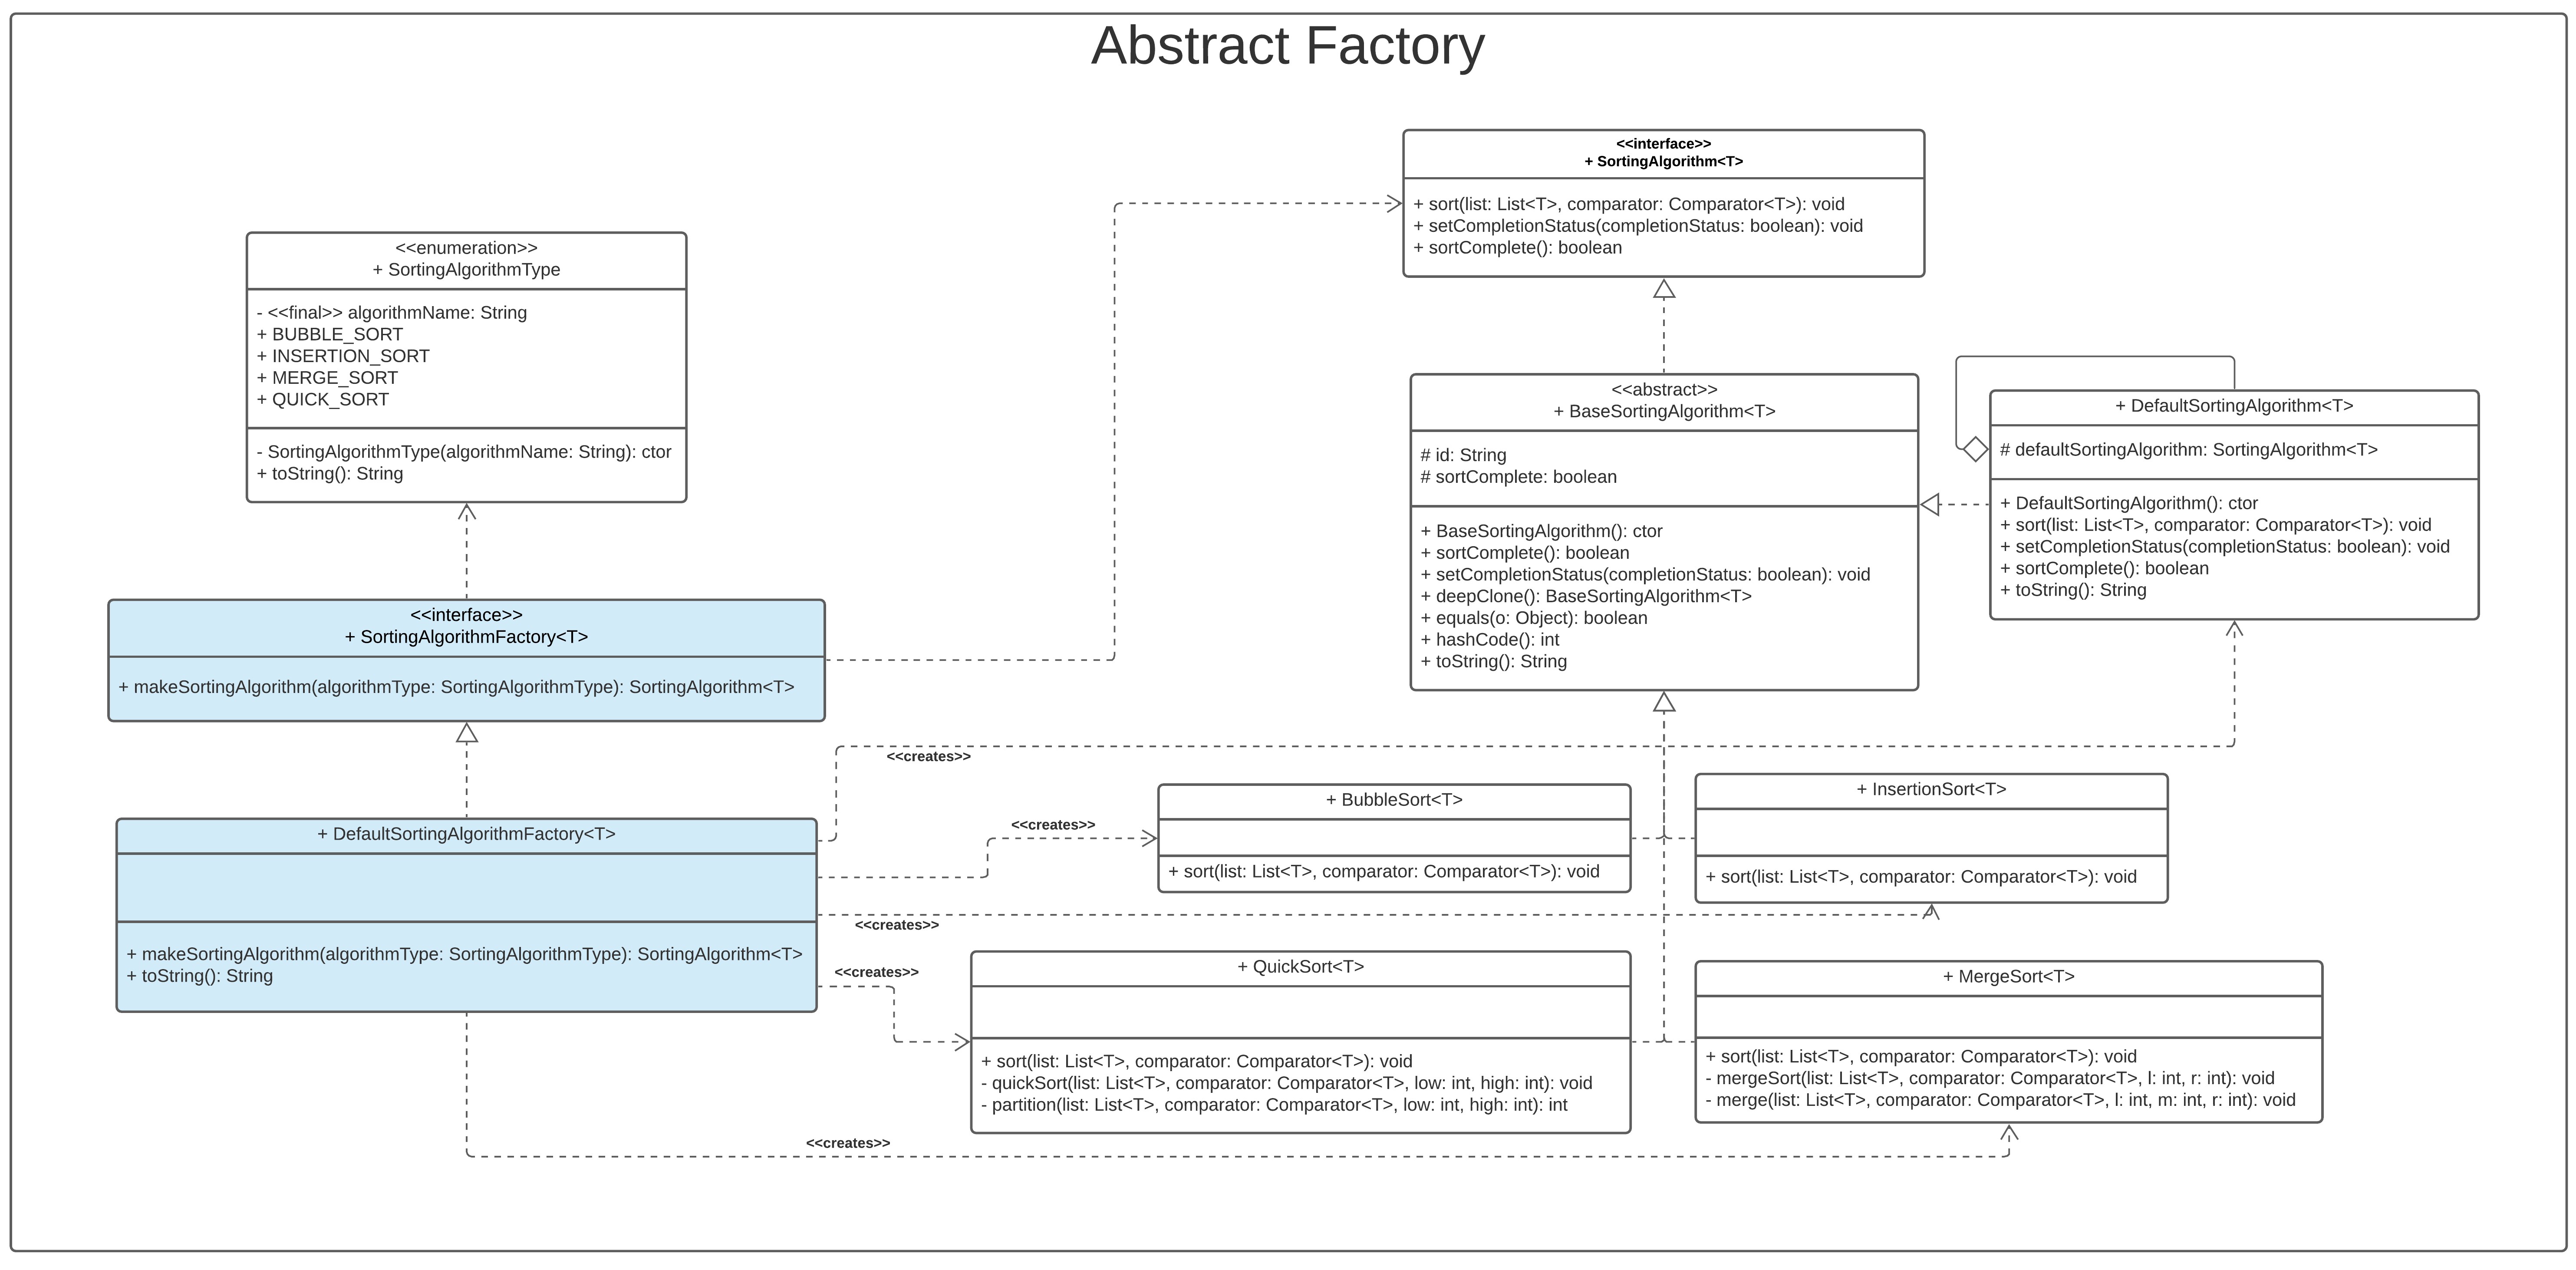 Abstract Factory
<<interface>>
+ SortingAlgorithm<T>
+ sort(list: List<T>, comparator: Comparator<T>): void
+ setCompletionStatus(completionStatus: boolean): void
+ sortComplete(): boolean
<<enumeration>>
+ SortingAlgorithmType
- <<final>> algorithmName: String
+ BUBBLE_SORT
+ INSERTION_SORT
+ MERGE_SORT
+ QUICK_SORT
- SortingAlgorithmType(algorithmName: String): ctor
+ toString(): String
<<abstract>>
+ BaseSortingAlgorithm<T>
# id: String
# sortComplete: boolean
+ BaseSortingAlgorithm(): ctor
+ sortComplete(): boolean
+ setCompletionStatus(completionStatus: boolean): void
+ deepClone(): BaseSortingAlgorithm<T>
+ equals(o: Object): boolean
+ hashCode(): int
+ toString(): String
+ DefaultSortingAlgorithm<T>
# defaultSortingAlgorithm: SortingAlgorithm<T>
+ DefaultSortingAlgorithm(): ctor
+ sort(list: List<T>, comparator: Comparator<T>): void
+ setCompletionStatus(completionStatus: boolean): void
+ sortComplete(): boolean
+ toString(): String
<<interface>>
+ SortingAlgorithmFactory<T>
+ makeSortingAlgorithm(algorithmType: SortingAlgorithmType): SortingAlgorithm<T>
<<creates>>
+ DefaultSortingAlgorithmFactory<T>
+ makeSortingAlgorithm(algorithmType: SortingAlgorithmType): SortingAlgorithm<T>
+ toString(): String
<<creates>>
+ BubbleSort<T>
+ sort(list: List<T>, comparator: Comparator<T>): void
+ InsertionSort<T>
+ sort(list: List<T>, comparator: Comparator<T>): void
<<creates>>
<<creates>>
+ QuickSort<T>
+ sort(list: List<T>, comparator: Comparator<T>): void
- quickSort(list: List<T>, comparator: Comparator<T>, low: int, high: int): void
- partition(list: List<T>, comparator: Comparator<T>, low: int, high: int): int
+ MergeSort<T>
+ sort(list: List<T>, comparator: Comparator<T>): void
- mergeSort(list: List<T>, comparator: Comparator<T>, l: int, r: int): void
- merge(list: List<T>, comparator: Comparator<T>, l: int, m: int, r: int): void
<<creates>>